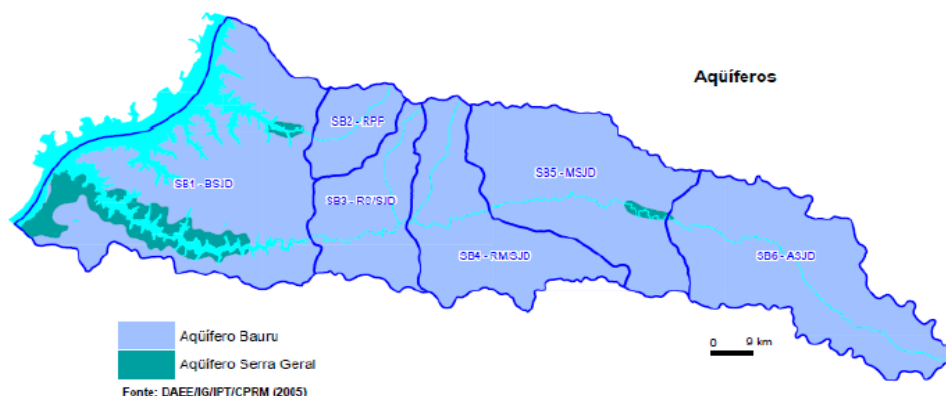 Aqüíferos
SB2 - RPP
SB1 - BSJD
SB5 - MSJD
SB3 - RC/SJD
SB4 - RM/SJD
SB6 - ASJD
Aqüífero Bauru
Aqüífero Serra Geral
0 9 km
Fonte: DAEE/IG/IPT/CPRM (2005)